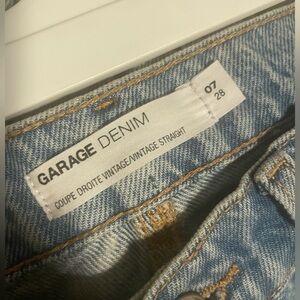 GARAGE DENIM
COUPE DROITE VINTAGE/VINTAGE STRAIGHT
07
28